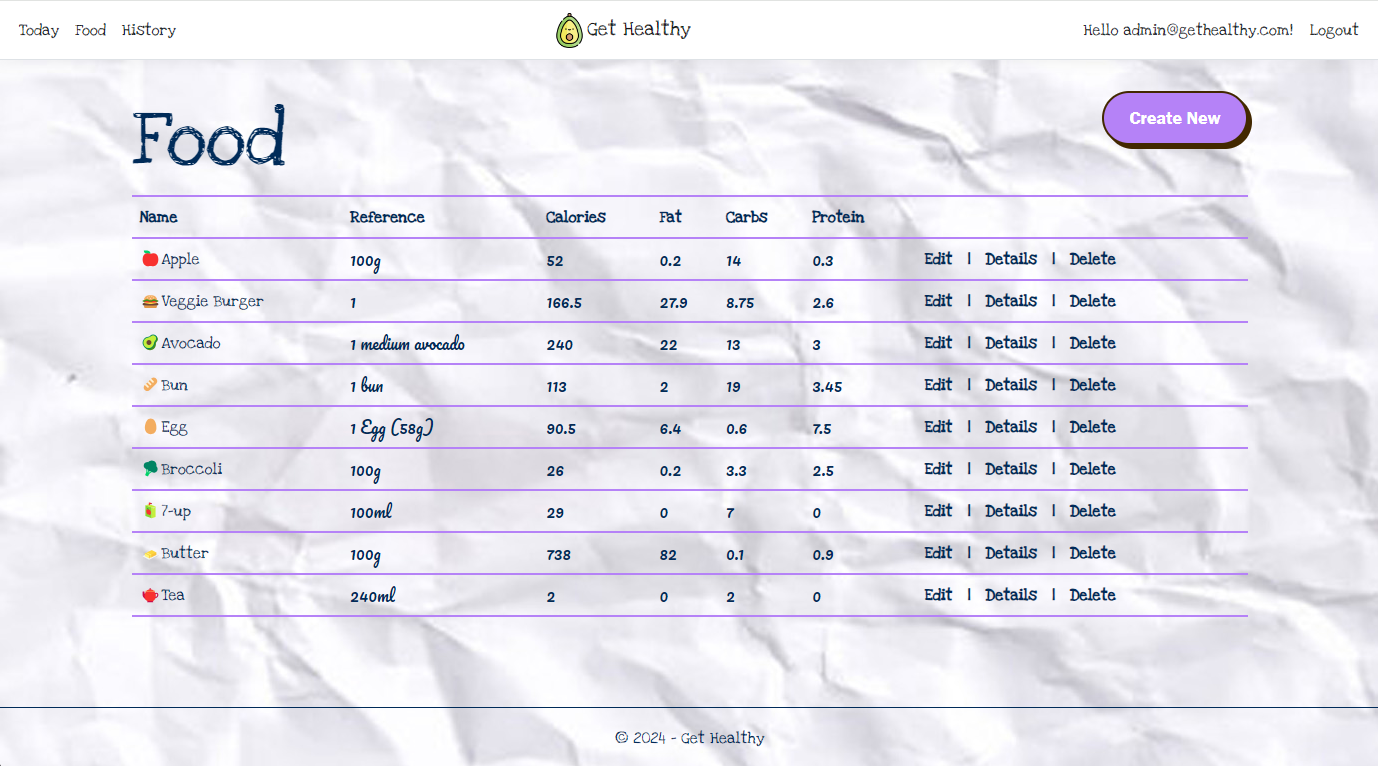 Today Food History Get Healthy Hello admin@gethealthy.com! Logout
Food Create New
Name Reference Calories Fat Carbs Protein
Apple 100g 52 0.2 14 0.3 Edit | Details | Delete
Veggie Burger 1 166.5 27.9 8.75 2.6 Edit | Details | Delete
Avocado 1 medium avocado 240 22 13 3 Edit | Details | Delete
Bun 1 bun 113 2 19 3.45 Edit | Details | Delete
Egg 1 Egg (58g) 90.5 6.4 0.6 7.5 Edit | Details | Delete
Broccoli 100g 26 0.2 3.3 2.5 Edit | Details | Delete
7-up 100ml 29 0 7 0 Edit | Details | Delete
Butter 100g 738 82 0.1 0.9 Edit | Details | Delete
Tea 240ml 2 0 2 0 Edit | Details | Delete
© 2024 - Get Healthy